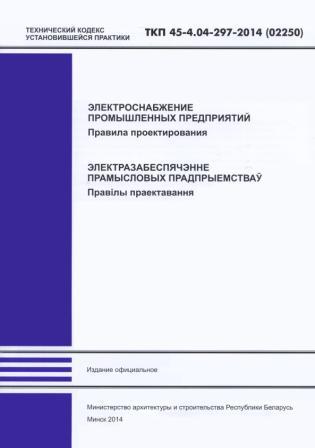 ТЕХНИЧЕСКИЙ КОДЕКС
УСТАНОВИВШЕЙСЯ ПРАКТИКИ
ТКП 45-4.04-297-2014 (02250)
ЭЛЕКТРОСНАБЖЕНИЕ
ПРОМЫШЛЕННЫХ ПРЕДПРИЯТИЙ
Правила проектирования
ЭЛЕКТРАЗАБЕСПЯЧЭННЕ
ПРАМЫСЛОВЫХ ПРАДПРЫЕМСТВАЎ
Правілы праектавання
Издание официальное
Министерство архитектуры и строительства Республики Беларусь
Минск 2014